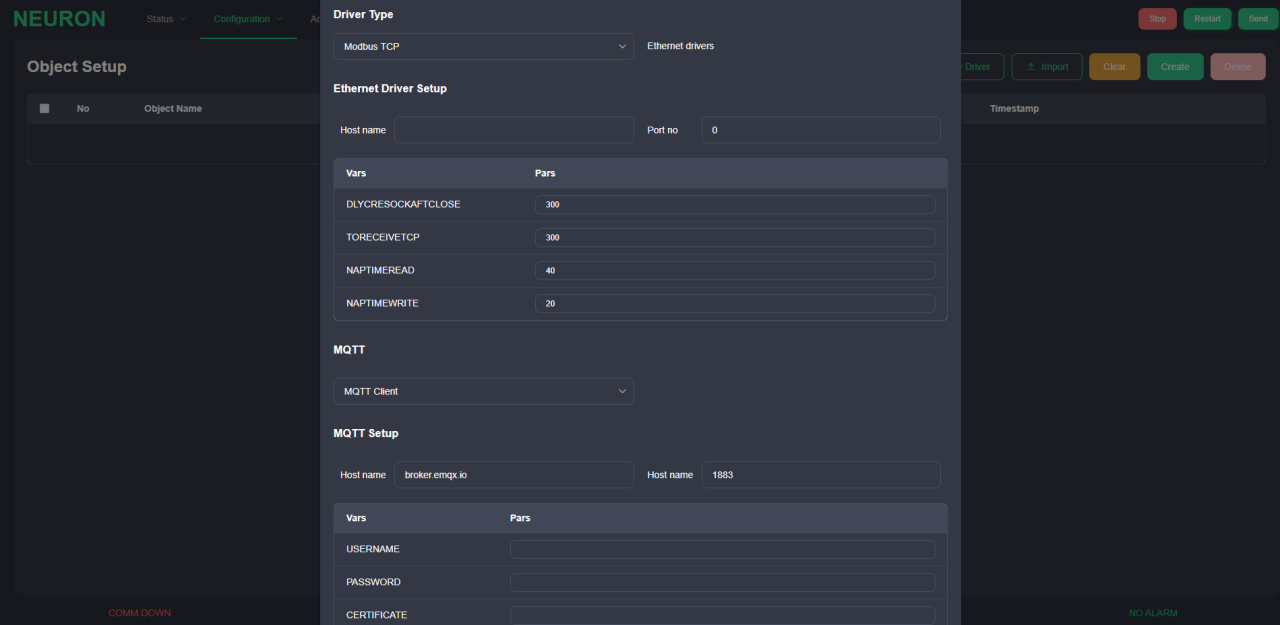 NEURON Status Configuration Stop Restart Send
Object Setup Driver Import Clear Create Delete
No Object Name Timestamp
Driver Type
Modbus TCP Ethernet drivers
Ethernet Driver Setup
Host name Port no 0
Vars Pars
DLYCRESOCKAFTCLOSE 300
TORECEIVETCP 300
NAPTIMEREAD 40
NAPTIMEWRITE 20
MQTT
MQTT Client
MQTT Setup
Host name broker.emqx.io Host name 1883
Vars Pars
USERNAME
PASSWORD
CERTIFICATE
COMM DOWN NO ALARM